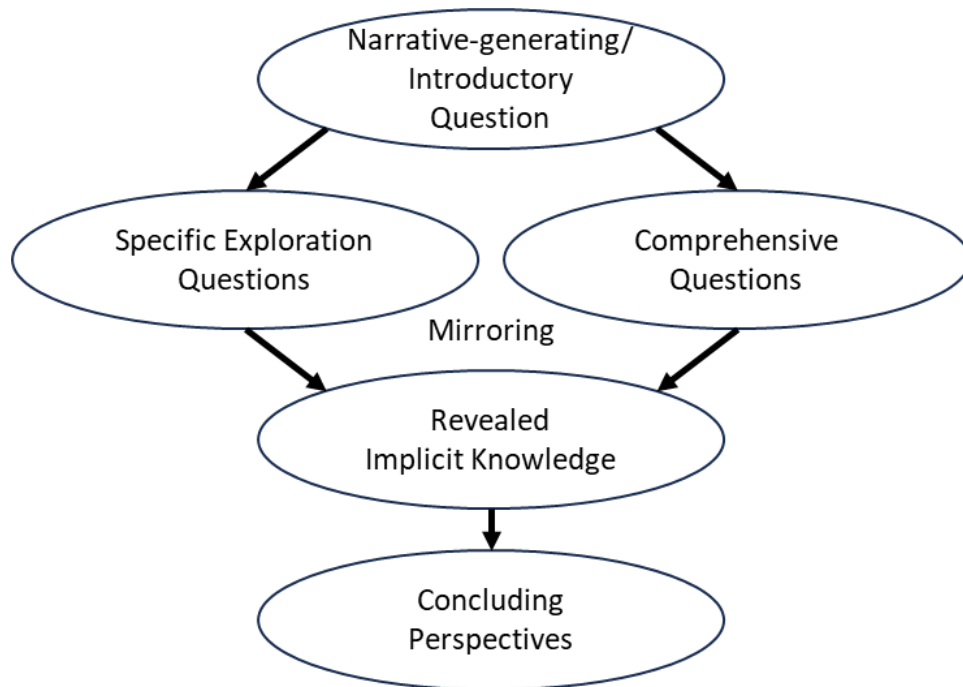 Narrative-generating/
Introductory
Question
Specific Exploration
Questions
Comprehensive
Questions
Mirroring
Revealed
Implicit Knowledge
Concluding
Perspectives